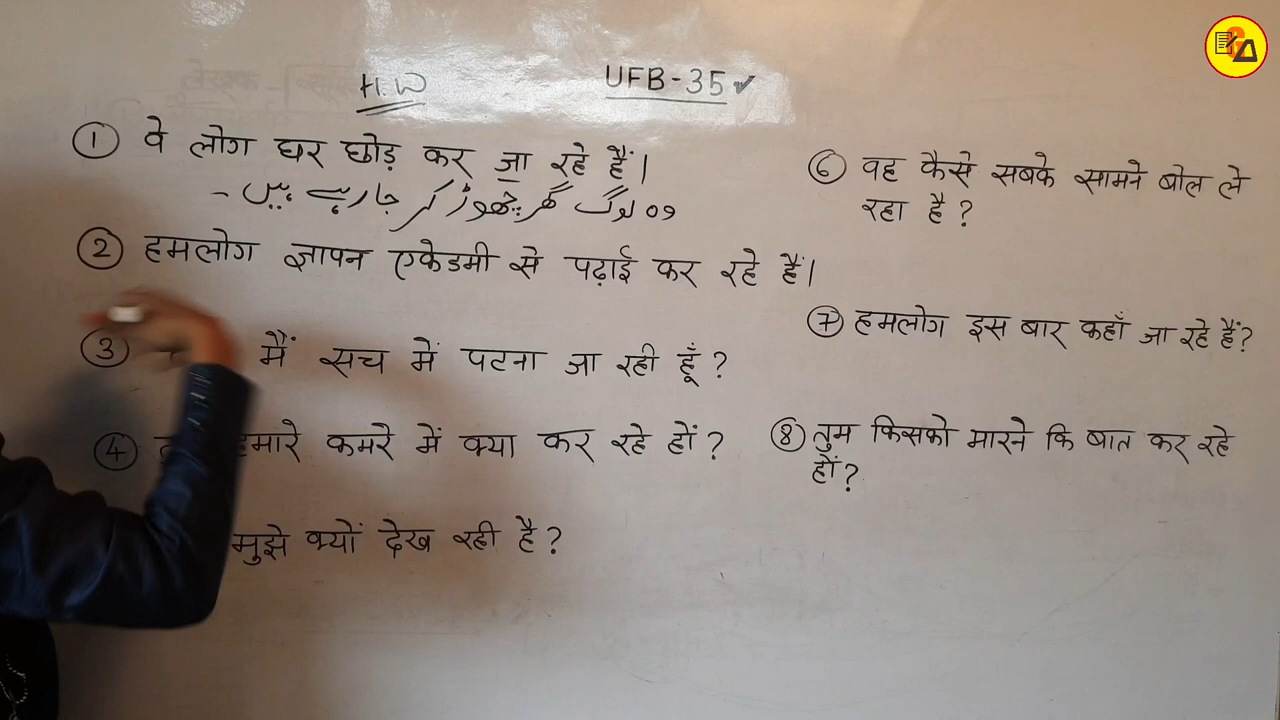 H.W
UFB-35✓
① वे लोग घर छोड़ कर जा रहे हैं।
وہ لوگ گھر چھوڑ کر جا رہے ہیں -
② हमलोग ज्ञापन एकेडमी से पढ़ाई कर रहे हैं।
③ मैं सच में पटना जा रही हूँ?
④ हमारे कमरे में क्या कर रहे हों?
मुझे क्यों देख रही है?
⑥ वह कैसे सबके सामने बोल ले
रहा है?
⑦ हमलोग इस बार कहाँ जा रहे हैं?
⑧ तुम किसको मारने कि बात कर रहे
हों?